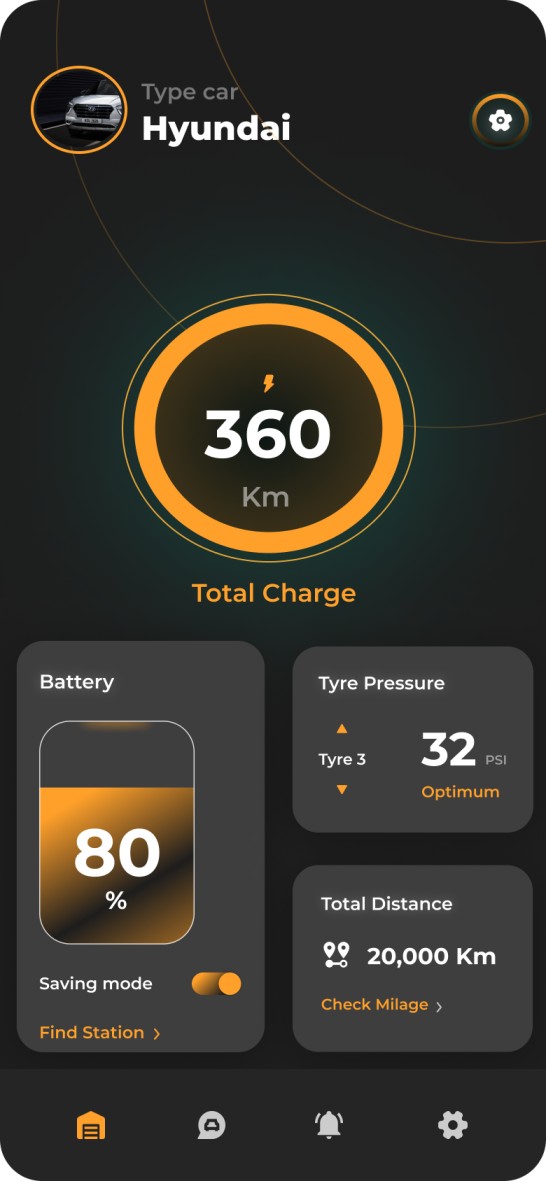 Type car
Hyundai
360
Km
Total Charge
Battery
80
%
Saving mode
Find Station
Tyre Pressure
Tyre 3
32 PSI
Optimum
Total Distance
20,000 Km
Check Milage